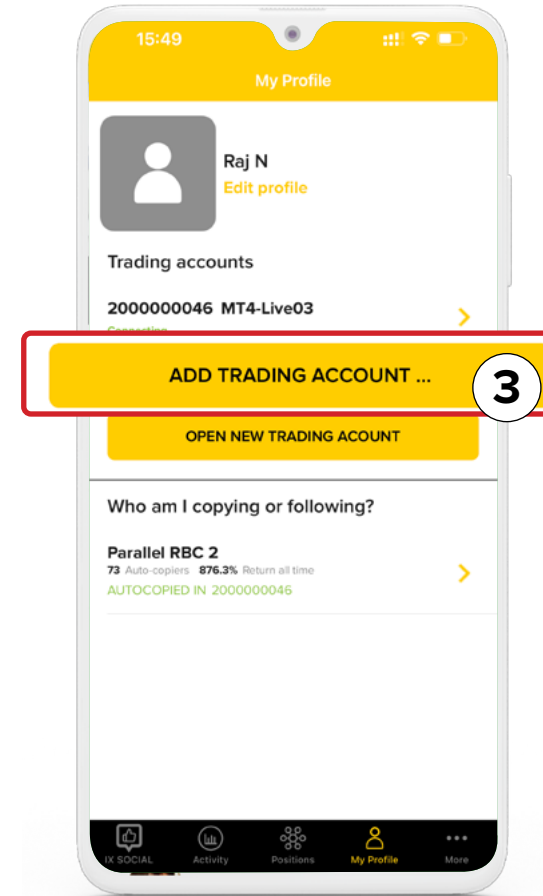 15:49
My Profile
Raj N
Edit profile
Trading accounts
2000000046 MT4-Live03
Connecting
ADD TRADING ACCOUNT ...
3
OPEN NEW TRADING ACOUNT
Who am I copying or following?
Parallel RBC 2
73 Auto-copiers 876.3% Return all time
AUTOCOPIED IN 2000000046
IX SOCIAL Activity Positions My Profile More